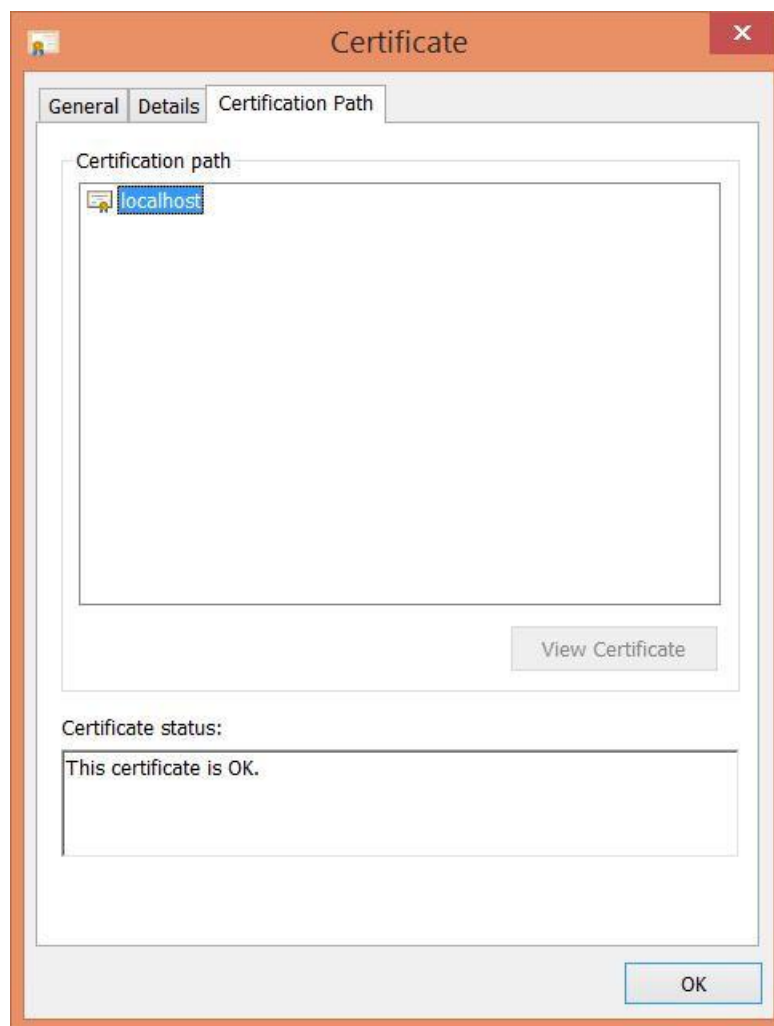 Certificate
x
General Details Certification Path
Certification path
localhost
View Certificate
Certificate status:
This certificate is OK.
OK